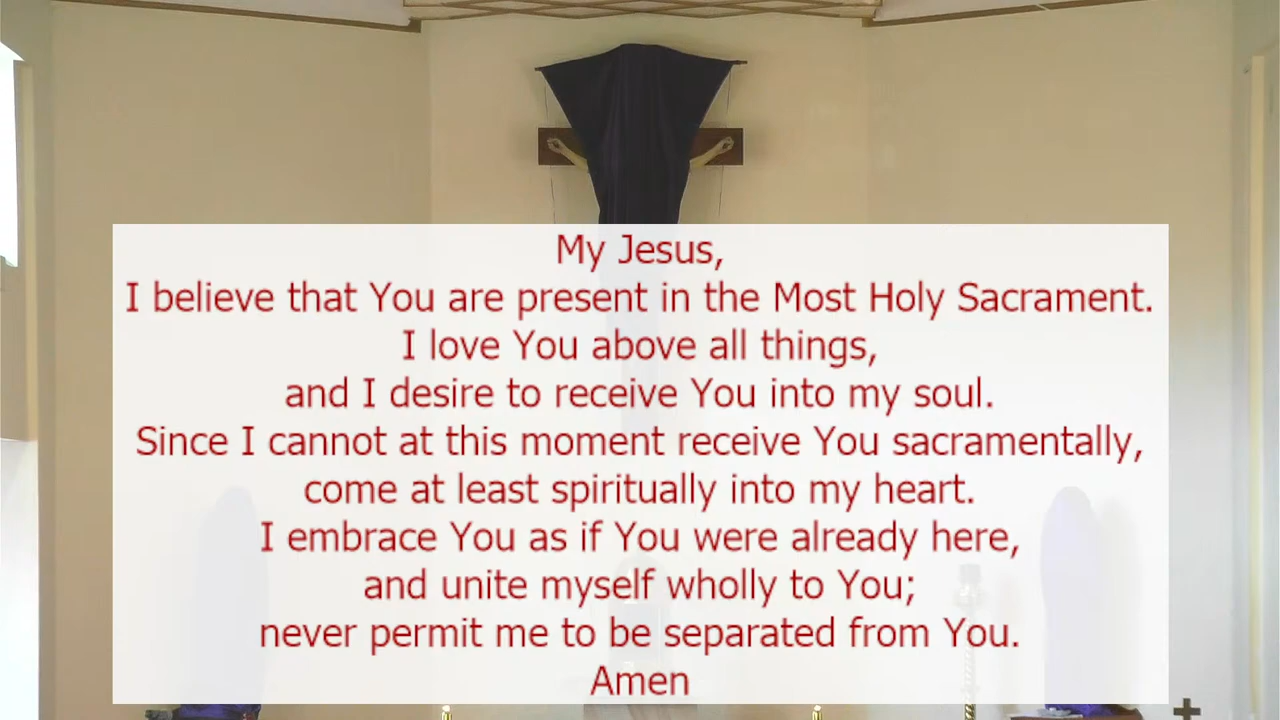 My Jesus,
I believe that You are present in the Most Holy Sacrament.
I love You above all things,
and I desire to receive You into my soul.
Since I cannot at this moment receive You sacramentally,
come at least spiritually into my heart.
I embrace You as if You were already here,
and unite myself wholly to You;
never permit me to be separated from You.
Amen